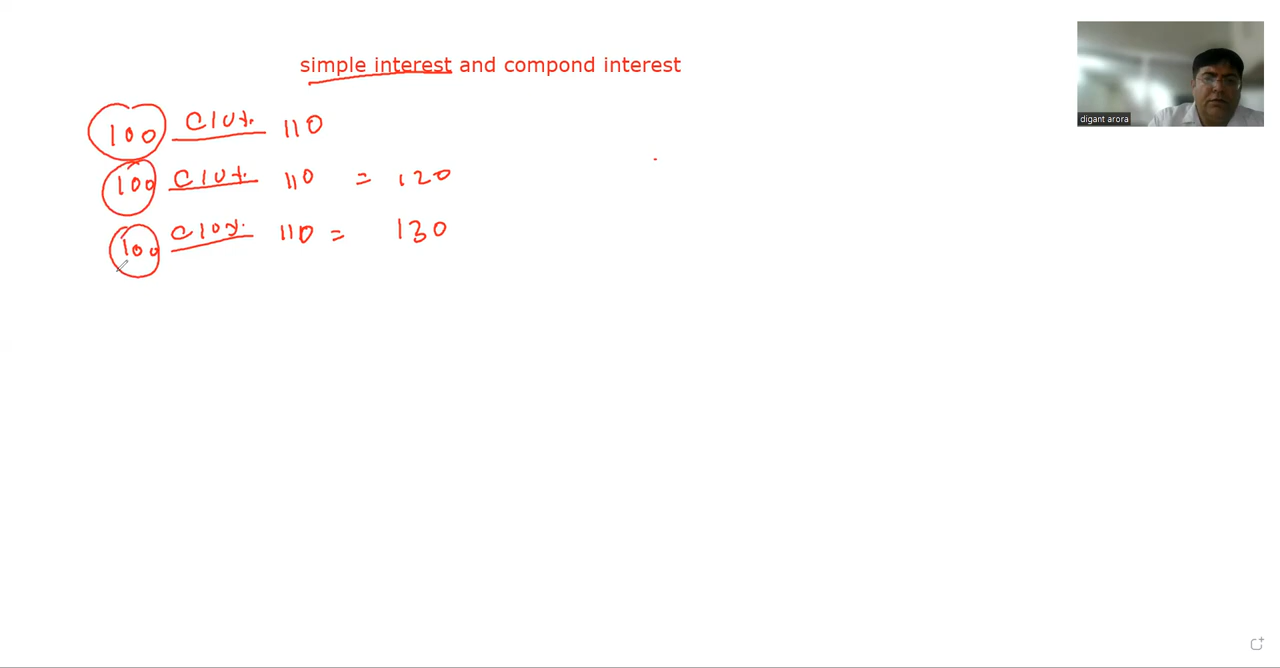 simple interest and compond interest
digant arora
100 @10%. 110
100 @10%. 110 = 120
100 @10%. 110 = 130